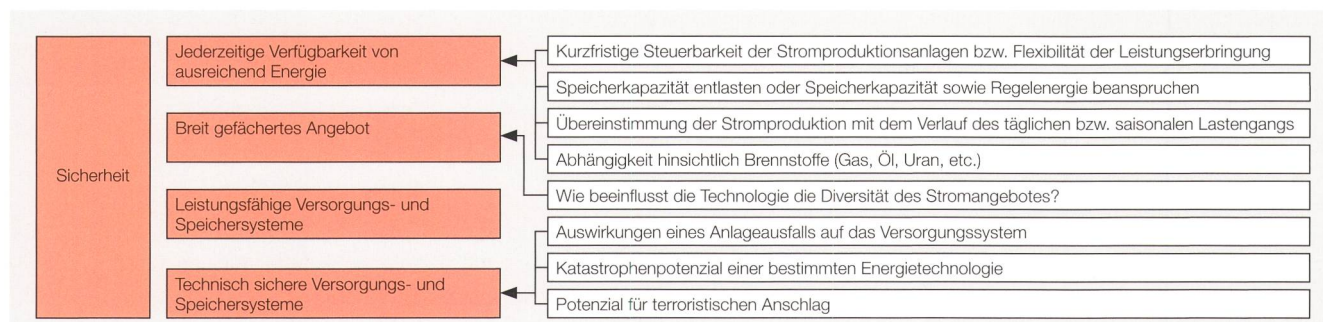 Sicherheit
Jederzeitige Verfügbarkeit von
ausreichend Energie
Breit gefächertes Angebot
Leistungsfähige Versorgungs- und
Speichersysteme
Technisch sichere Versorgungs- und
Speichersysteme
Kurzfristige Steuerbarkeit der Stromproduktionsanlagen bzw. Flexibilität der Leistungserbringung
Speicherkapazität entlasten oder Speicherkapazität sowie Regelenergie beanspruchen
Übereinstimmung der Stromproduktion mit dem Verlauf des täglichen bzw. saisonalen Lastengangs
Abhängigkeit hinsichtlich Brennstoffe (Gas, Öl, Uran, etc.)
Wie beeinflusst die Technologie die Diversität des Stromangebotes?
Auswirkungen eines Anlageausfalls auf das Versorgungssystem
Katastrophenpotenzial einer bestimmten Energietechnologie
Potenzial für terroristischen Anschlag